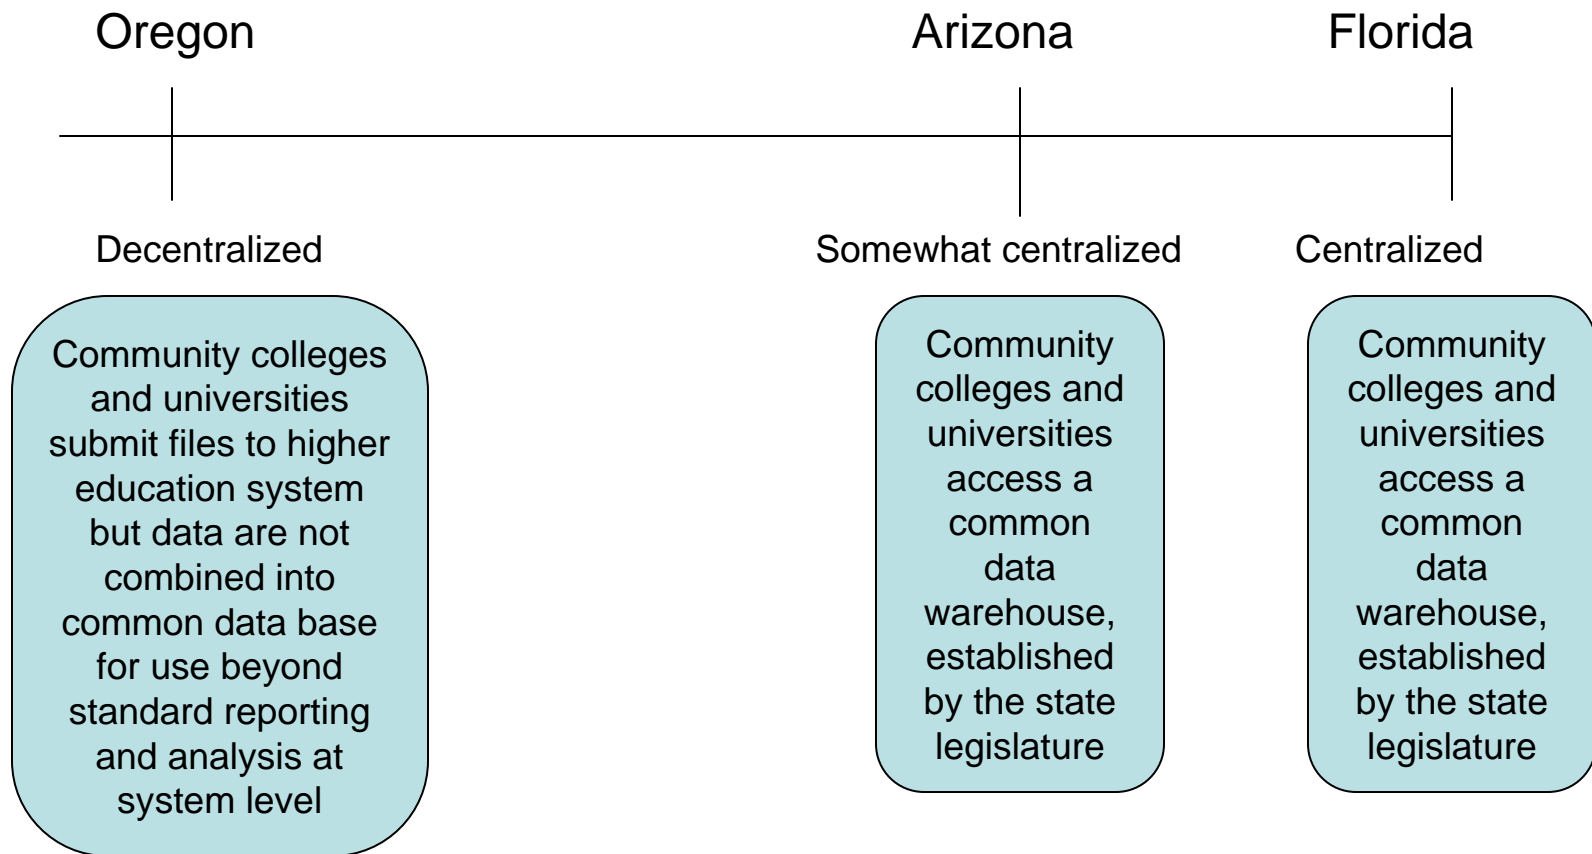 Oregon
Arizona
Florida
Decentralized
Somewhat centralized
Centralized
Community colleges
and universities
submit files to higher
education system
but data are not
combined into
common data base
for use beyond
standard reporting
and analysis at
system level
Community
colleges and
universities
access a
common
data
warehouse,
established
by the state
legislature
Community
colleges and
universities
access a
common
data
warehouse,
established
by the state
legislature